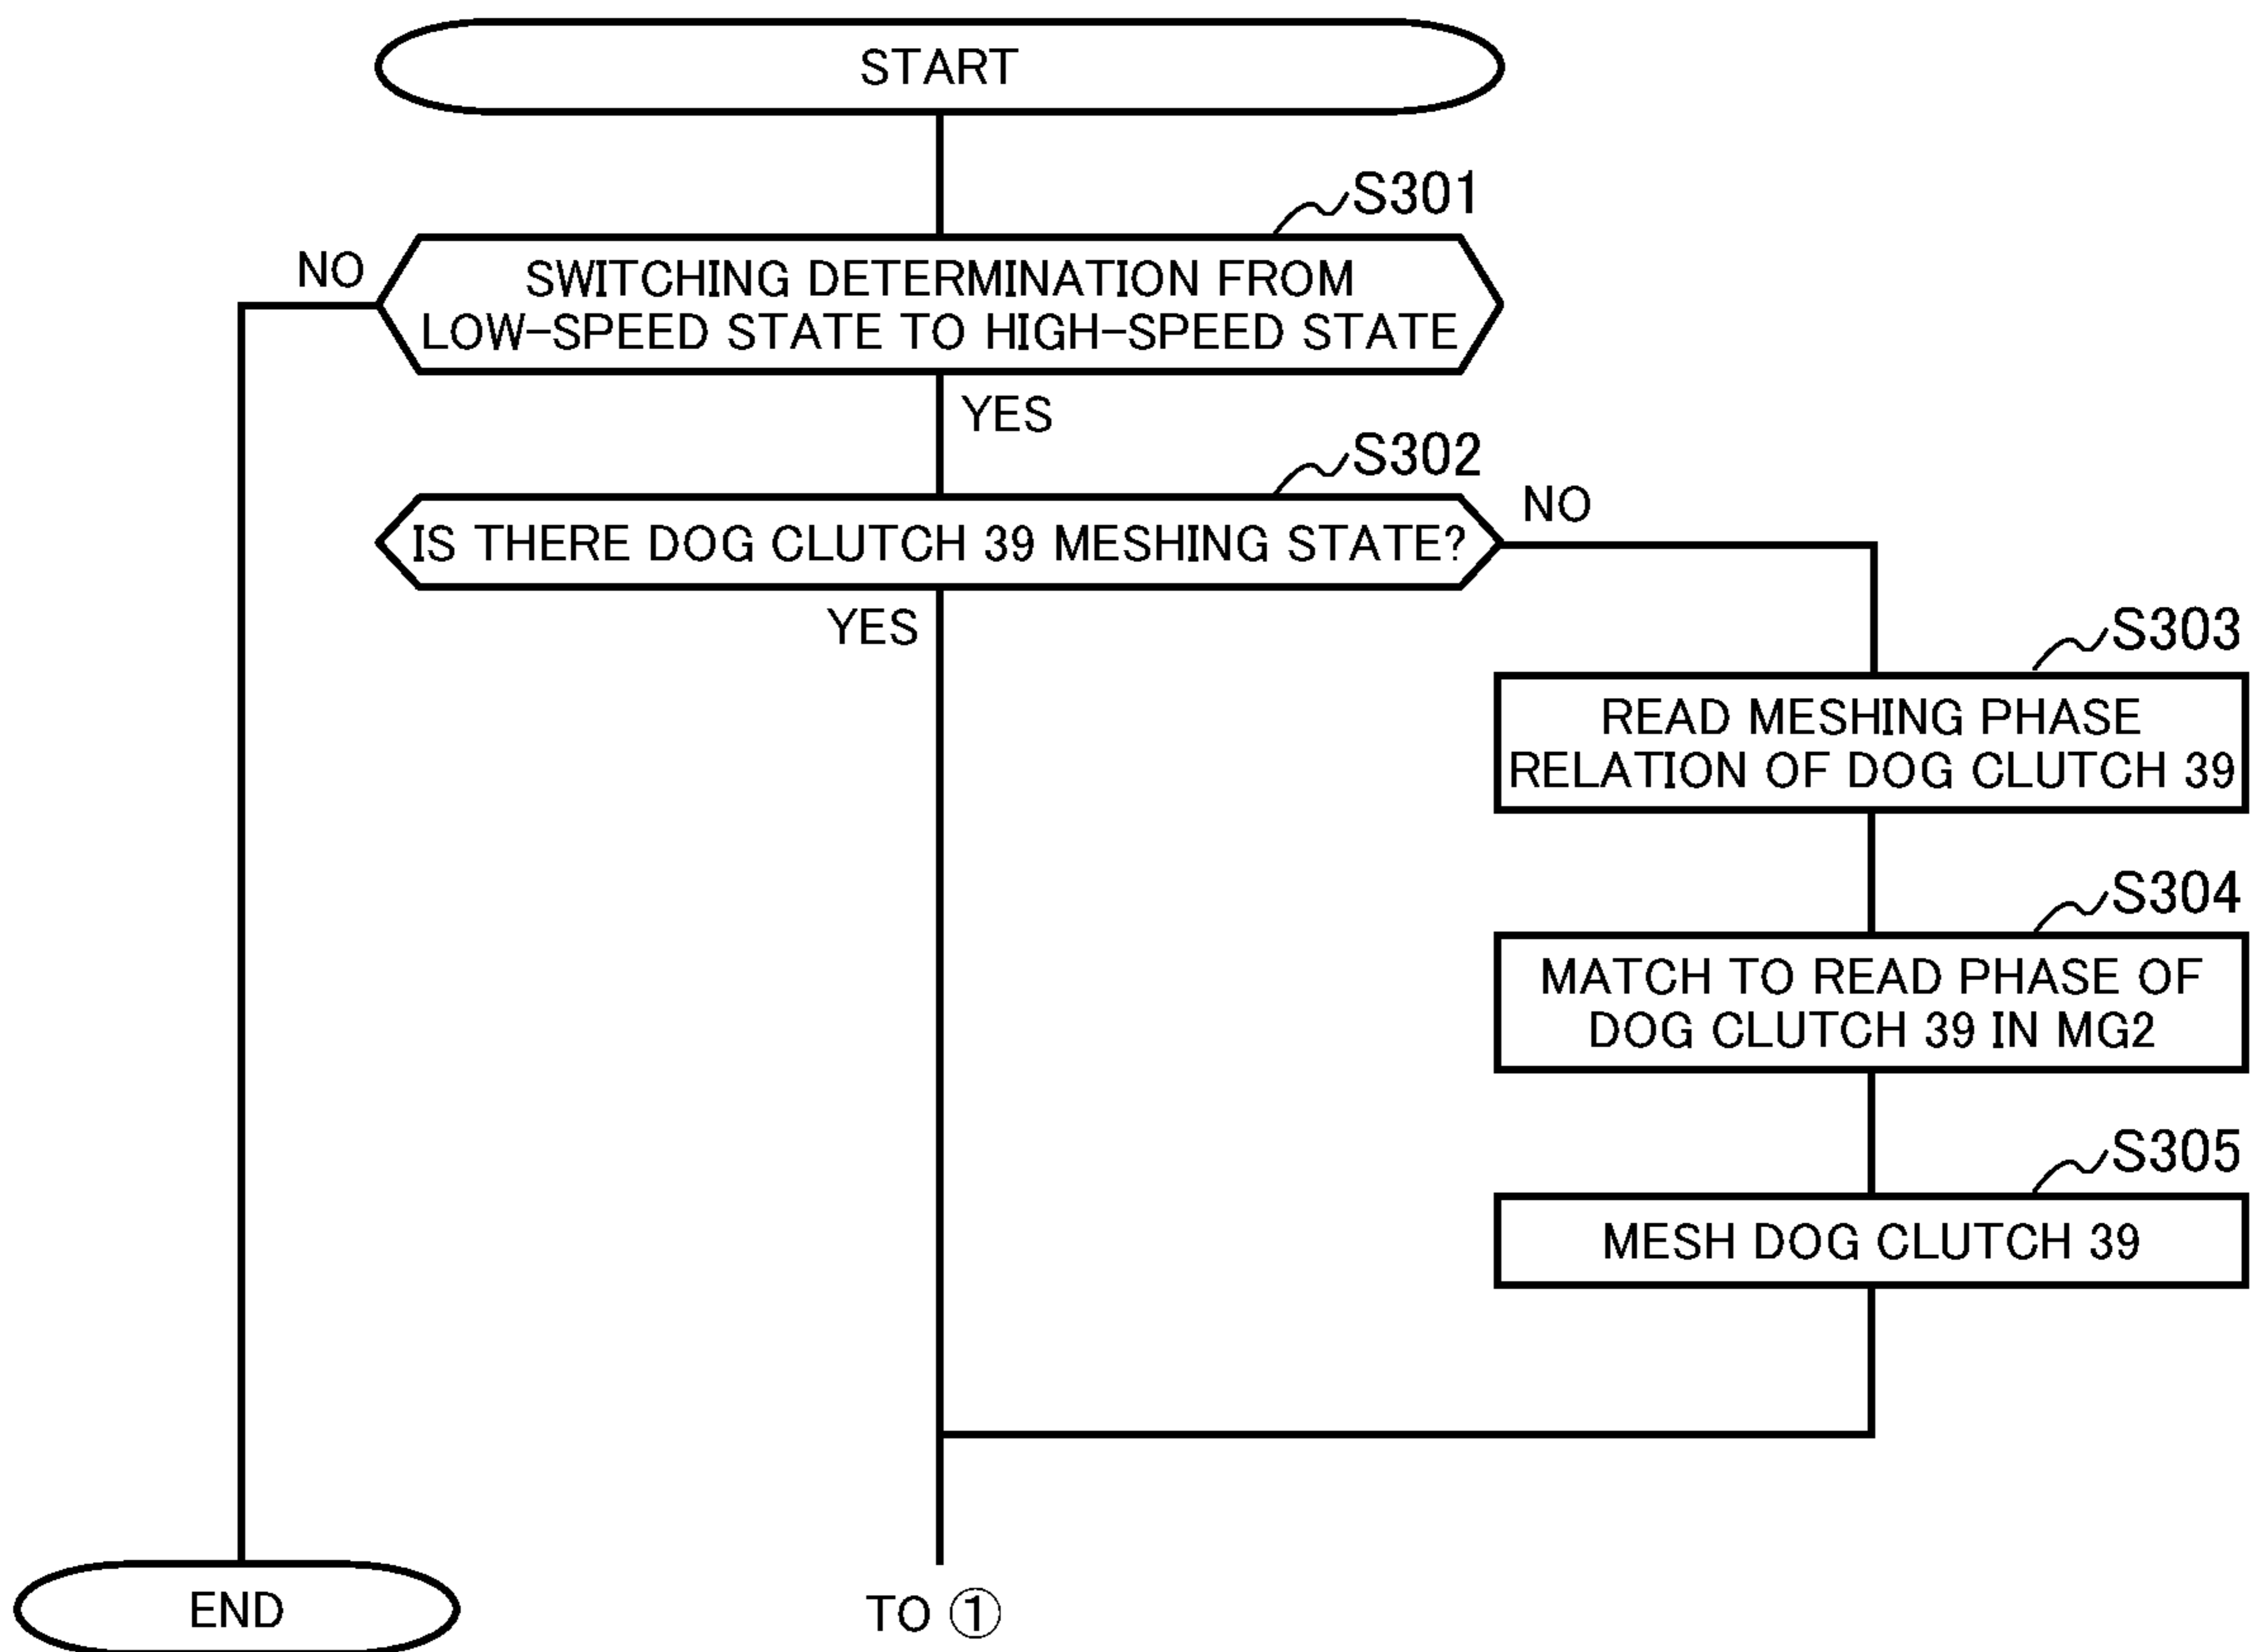 START
S301
NO
SWITCHING DETERMINATION FROM
LOW-SPEED STATE TO HIGH-SPEED STATE
YES
S302
IS THERE DOG CLUTCH 39 MESHING STATE?
NO
YES
S303
READ MESHING PHASE
RELATION OF DOG CLUTCH 39
S304
MATCH TO READ PHASE OF
DOG CLUTCH 39 IN MG2
S305
MESH DOG CLUTCH 39
END
TO ①